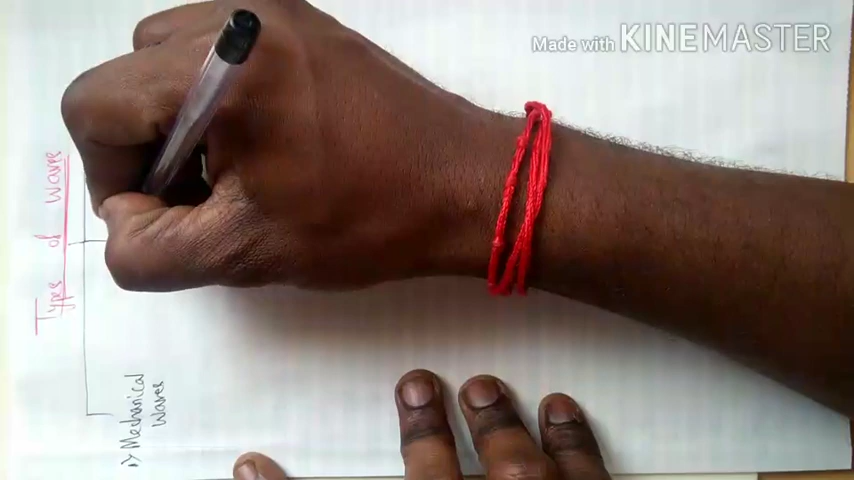 Made with KINEMASTER
Types of Waves
1) Mechanical
Waves